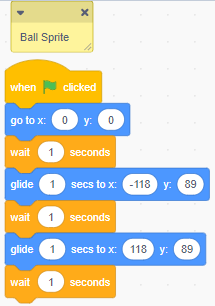 Ball Sprite
when clicked
go to x: 0 y: 0
wait 1 seconds
glide 1 secs to x: -118 y: 89
wait 1 seconds
glide 1 secs to x: 118 y: 89
wait 1 seconds